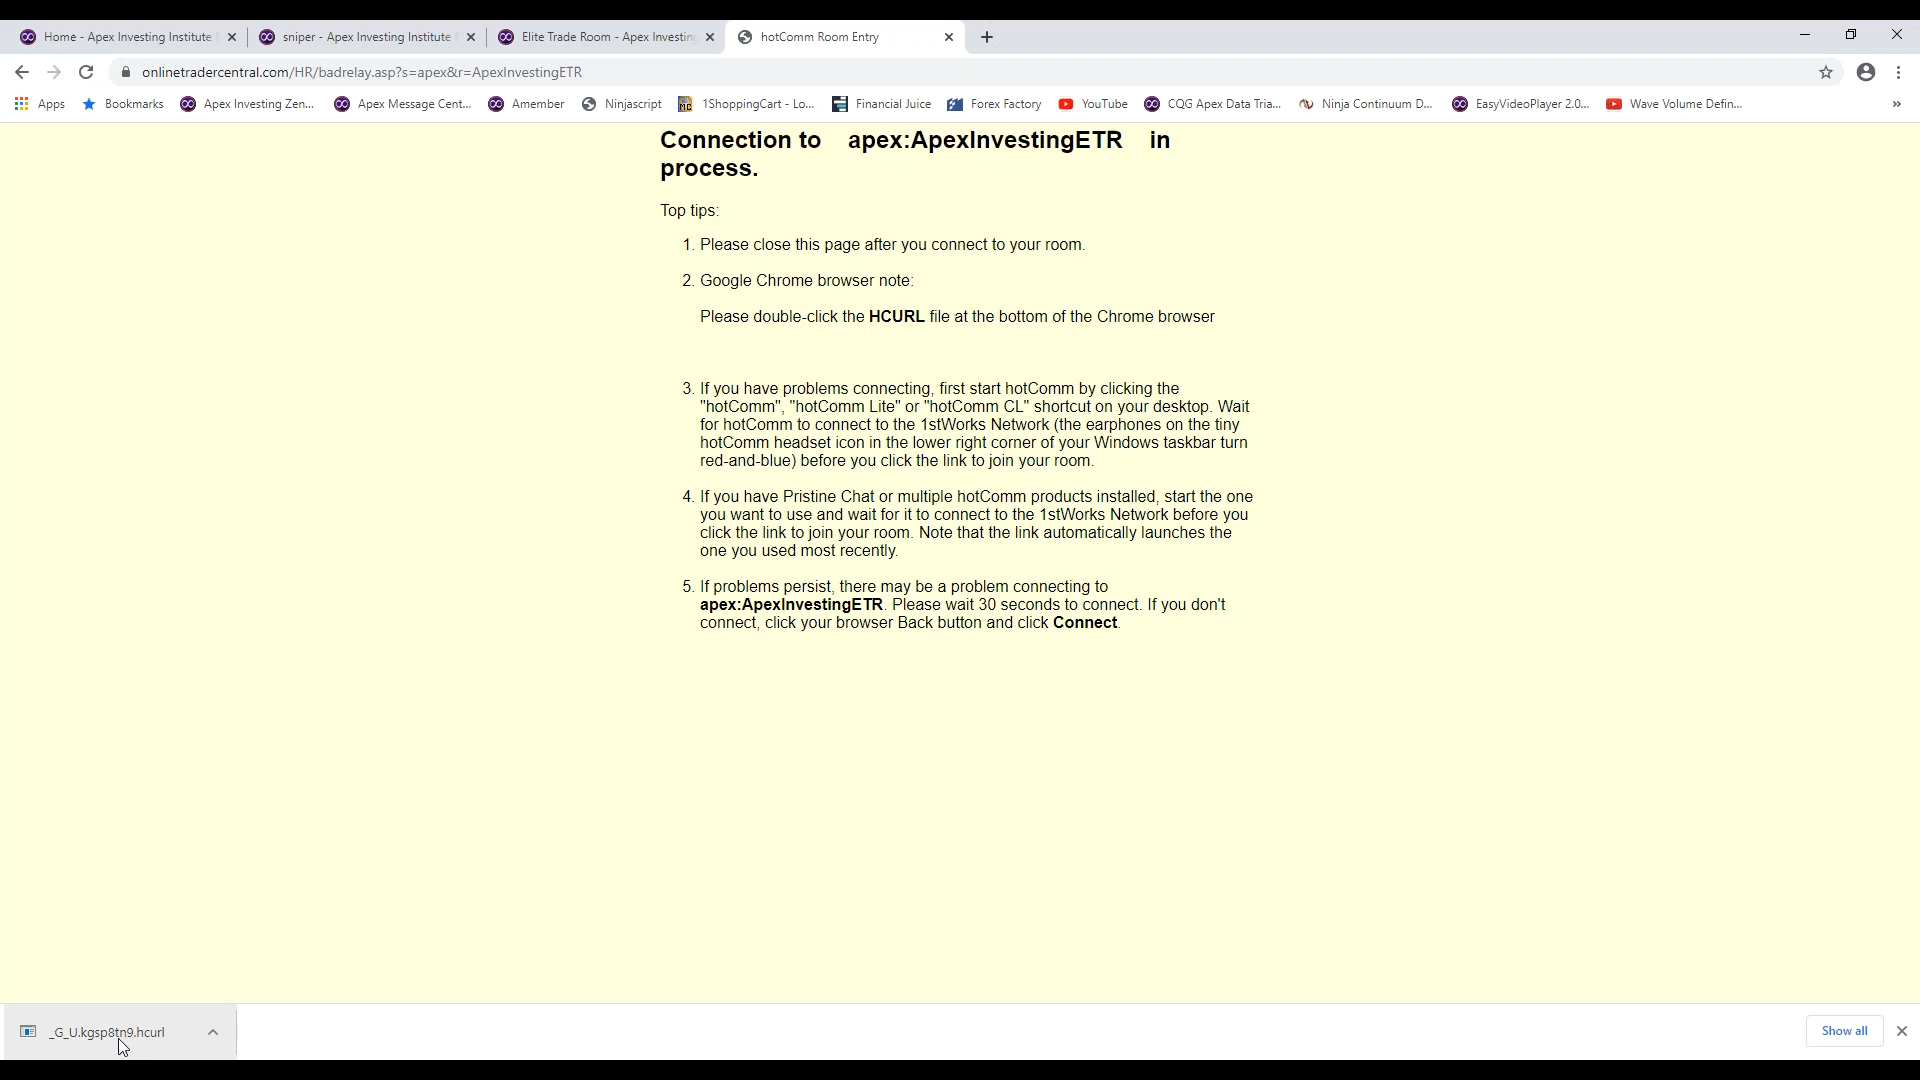 Home - Apex Investing Institute
sniper - Apex Investing Institute
Elite Trade Room - Apex Investin
hotComm Room Entry
onlinetradercentral.com/HR/badrelay.asp?s=apex&r=ApexInvestingETR
Apps
Bookmarks
Apex Investing Zen...
Apex Message Cent...
Amember
Ninjascript
1ShoppingCart - Lo...
Financial Juice
Forex Factory
YouTube
CQG Apex Data Tria...
Ninja Continuum D...
EasyVideoPlayer 2.0...
Wave Volume Defin...
»
Connection to apex:ApexInvestingETR in
process.
Top tips:
1. Please close this page after you connect to your room.
2. Google Chrome browser note:
Please double-click the HCURL file at the bottom of the Chrome browser
3. If you have problems connecting, first start hotComm by clicking the
"hotComm", "hotComm Lite" or "hotComm CL" shortcut on your desktop. Wait
for hotComm to connect to the 1stWorks Network (the earphones on the tiny
hotComm headset icon in the lower right corner of your Windows taskbar turn
red-and-blue) before you click the link to join your room.
4. If you have Pristine Chat or multiple hotComm products installed, start the one
you want to use and wait for it to connect to the 1stWorks Network before you
click the link to join your room. Note that the link automatically launches the
one you used most recently.
5. If problems persist, there may be a problem connecting to
apex:ApexInvestingETR. Please wait 30 seconds to connect. If you don't
connect, click your browser Back button and click Connect.
_G_U.kgsp8tn9.hcurl
Show all